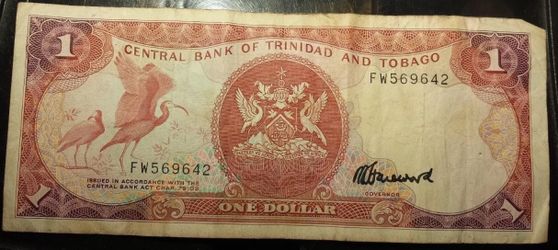 1
CENTRAL BANK OF TRINIDAD AND TOBAGO
1
FW569642
FW569642
ISSUED IN ACCORDANCE WITH THE
CENTRAL BANK ACT CHAP. 79:02
GOVERNOR
1
ONE DOLLAR
1